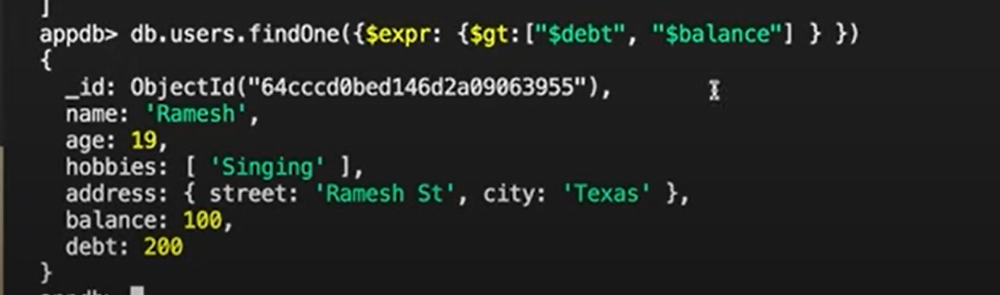 ]
appdb> db.users.findOne({$expr: {$gt:["$debt", "$balance"] } })
{
_id: ObjectId("64cccd0bed146d2a09063955"),
name: 'Ramesh',
age: 19,
hobbies: [ 'Singing' ],
address: { street: 'Ramesh St', city: 'Texas' },
balance: 100,
debt: 200
}
appdb>